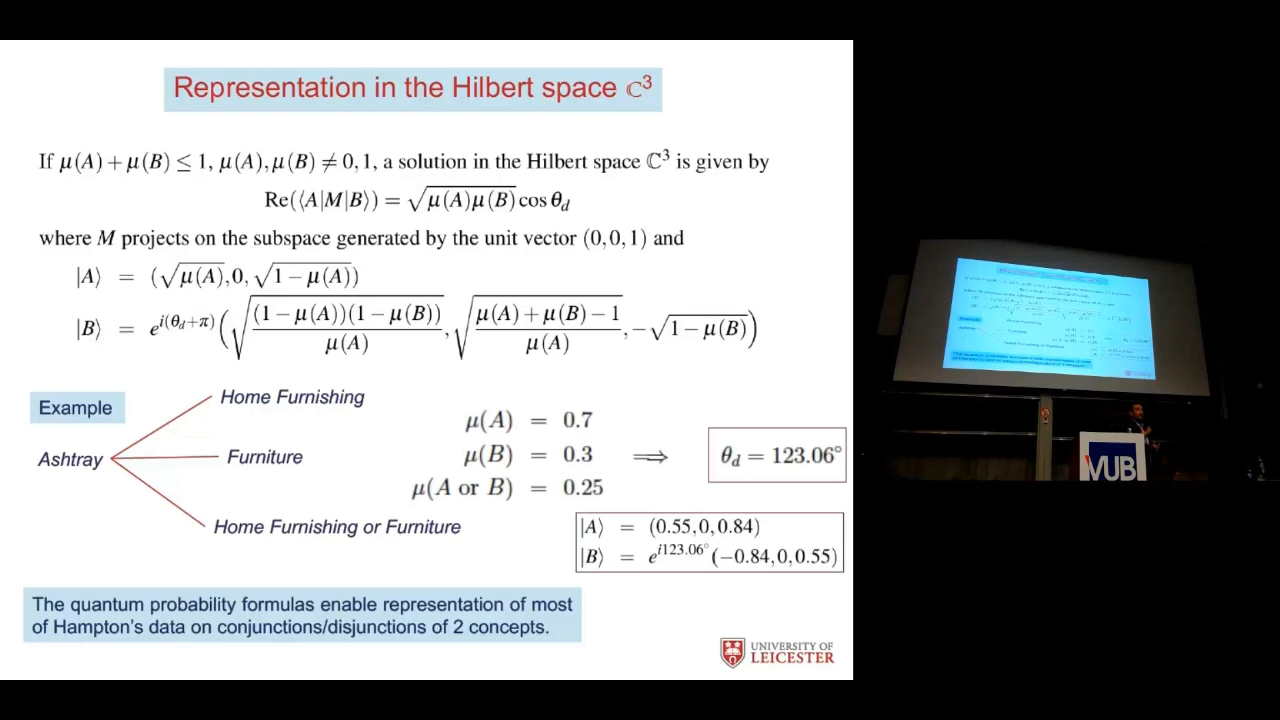 Representation in the Hilbert space ℂ³
If μ(A)+μ(B) ≤ 1, μ(A), μ(B) ≠ 0, 1, a solution in the Hilbert space ℂ³ is given by
Re(⟨A|M|B⟩) = √(μ(A)μ(B)) cos θ_d
where M projects on the subspace generated by the unit vector (0,0,1) and
|A⟩ = (√μ(A), 0, √(1−μ(A)))
|B⟩ = e^{i(θ_d+π)} (√((1−μ(A))(1−μ(B))/μ(A)), √((μ(A)+μ(B)−1)/μ(A)), −√(1−μ(B)))
Example
Ashtray
Home Furnishing
Furniture
Home Furnishing or Furniture
μ(A) = 0.7
μ(B) = 0.3
μ(A or B) = 0.25
⟹ θ_d = 123.06°
|A⟩ = (0.55, 0, 0.84)
|B⟩ = e^{i123.06°}(−0.84, 0, 0.55)
The quantum probability formulas enable representation of most
of Hampton's data on conjunctions/disjunctions of 2 concepts.
UNIVERSITY OF
LEICESTER
VUB